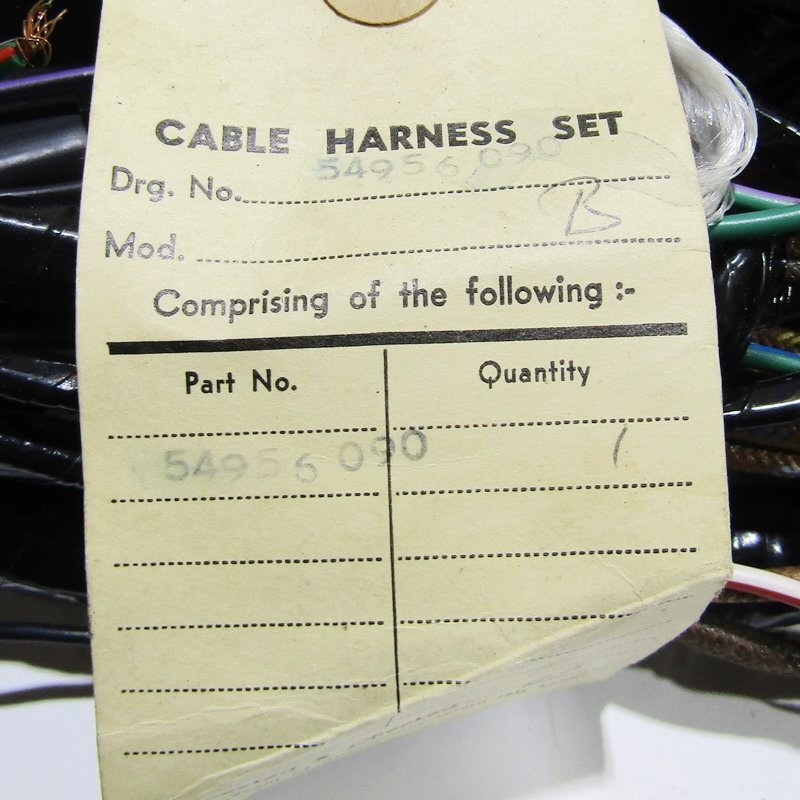 CABLE HARNESS SET
Drg. No. 54956 090
Mod. B
Comprising of the following :-
Part No. Quantity
54956 090 1